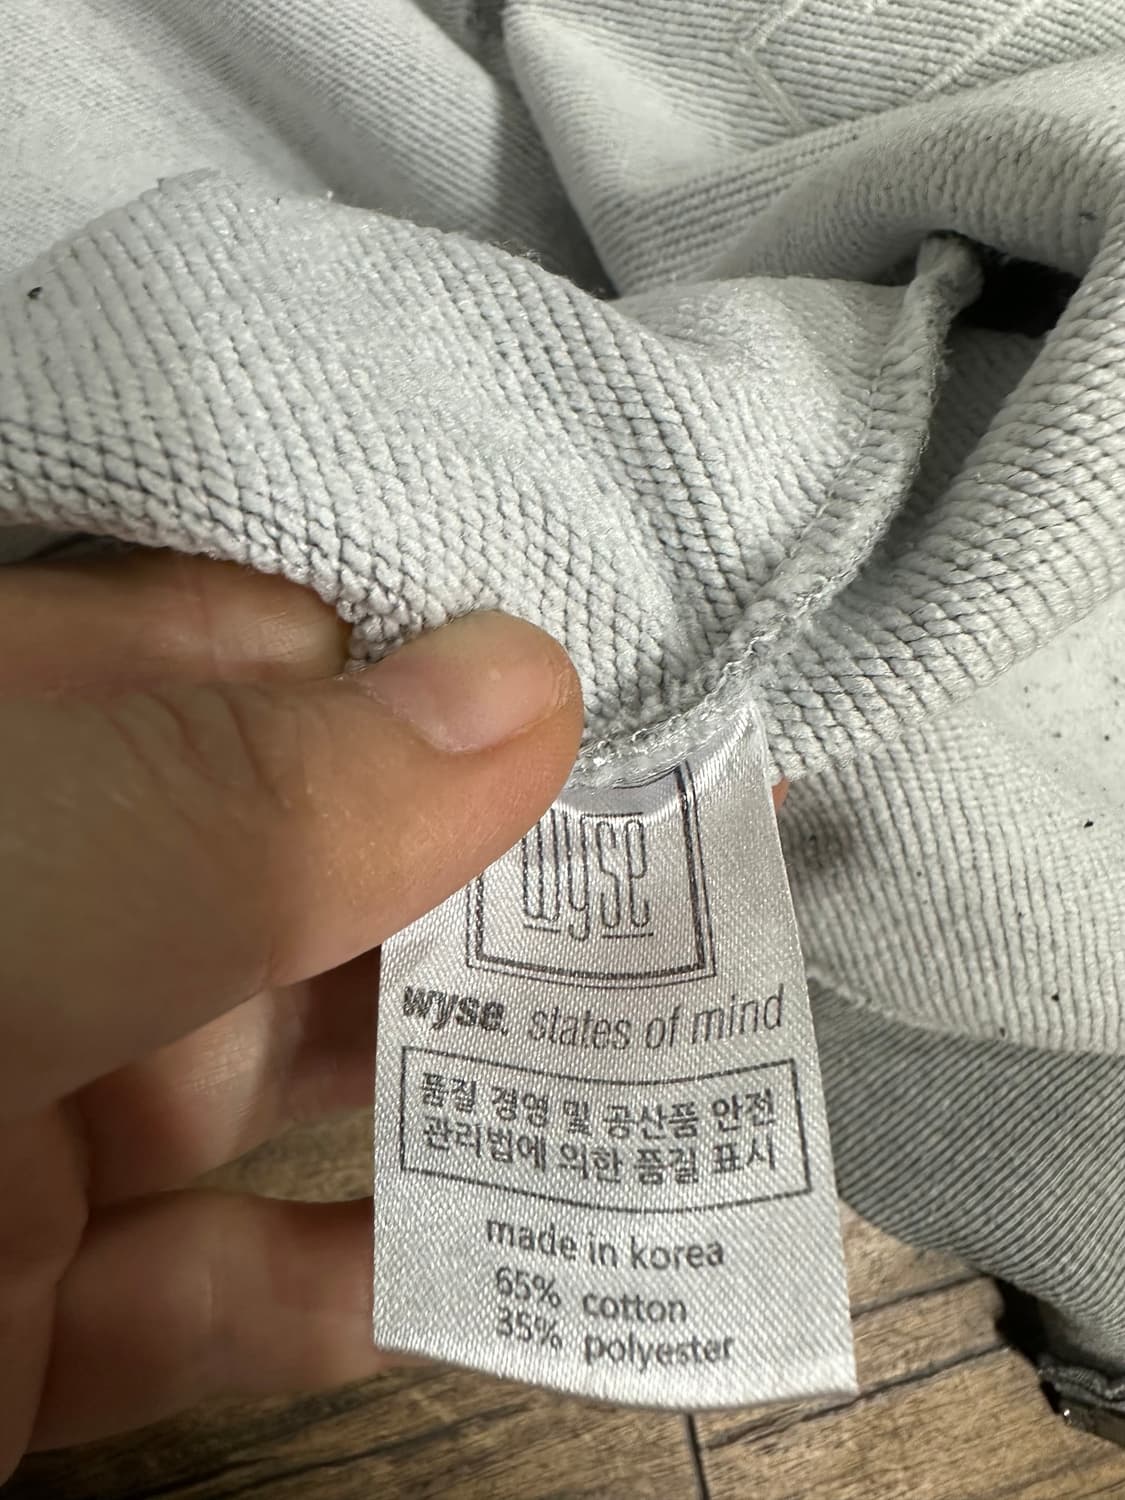 wyse
wyse. states of mind
품질 경영 및 공산품 안전
관리법에 의한 품질 표시
made in korea
65% cotton
35% polyester